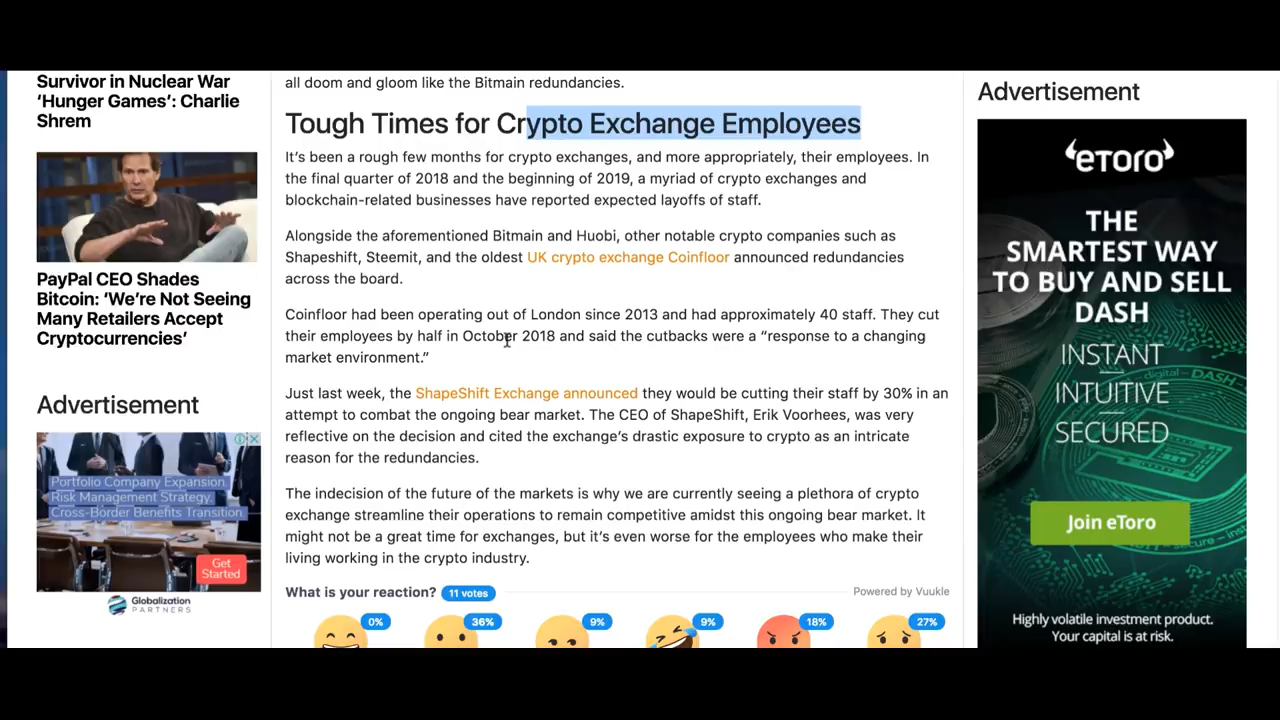 Survivor in Nuclear War
‘Hunger Games’: Charlie
Shrem
PayPal CEO Shades
Bitcoin: ‘We’re Not Seeing
Many Retailers Accept
Cryptocurrencies’
Advertisement
Portfolio Company Expansion.
Risk Management Strategy.
Cross-Border Benefits Transition
Get
Started
Globalization
PARTNERS
all doom and gloom like the Bitmain redundancies.
Tough Times for Crypto Exchange Employees
It’s been a rough few months for crypto exchanges, and more appropriately, their employees. In
the final quarter of 2018 and the beginning of 2019, a myriad of crypto exchanges and
blockchain-related businesses have reported expected layoffs of staff.
Alongside the aforementioned Bitmain and Huobi, other notable crypto companies such as
Shapeshift, Steemit, and the oldest UK crypto exchange Coinfloor announced redundancies
across the board.
Coinfloor had been operating out of London since 2013 and had approximately 40 staff. They cut
their employees by half in October 2018 and said the cutbacks were a “response to a changing
market environment.”
Just last week, the ShapeShift Exchange announced they would be cutting their staff by 30% in an
attempt to combat the ongoing bear market. The CEO of ShapeShift, Erik Voorhees, was very
reflective on the decision and cited the exchange’s drastic exposure to crypto as an intricate
reason for the redundancies.
The indecision of the future of the markets is why we are currently seeing a plethora of crypto
exchange streamline their operations to remain competitive amidst this ongoing bear market. It
might not be a great time for exchanges, but it’s even worse for the employees who make their
living working in the crypto industry.
What is your reaction? 11 votes
Powered by Vuukle
0% 36% 9% 9% 18% 27%
Advertisement
eToro
THE
SMARTEST WAY
TO BUY AND SELL
DASH
INSTANT
INTUITIVE
SECURED
Join eToro
Highly volatile investment product.
Your capital is at risk.